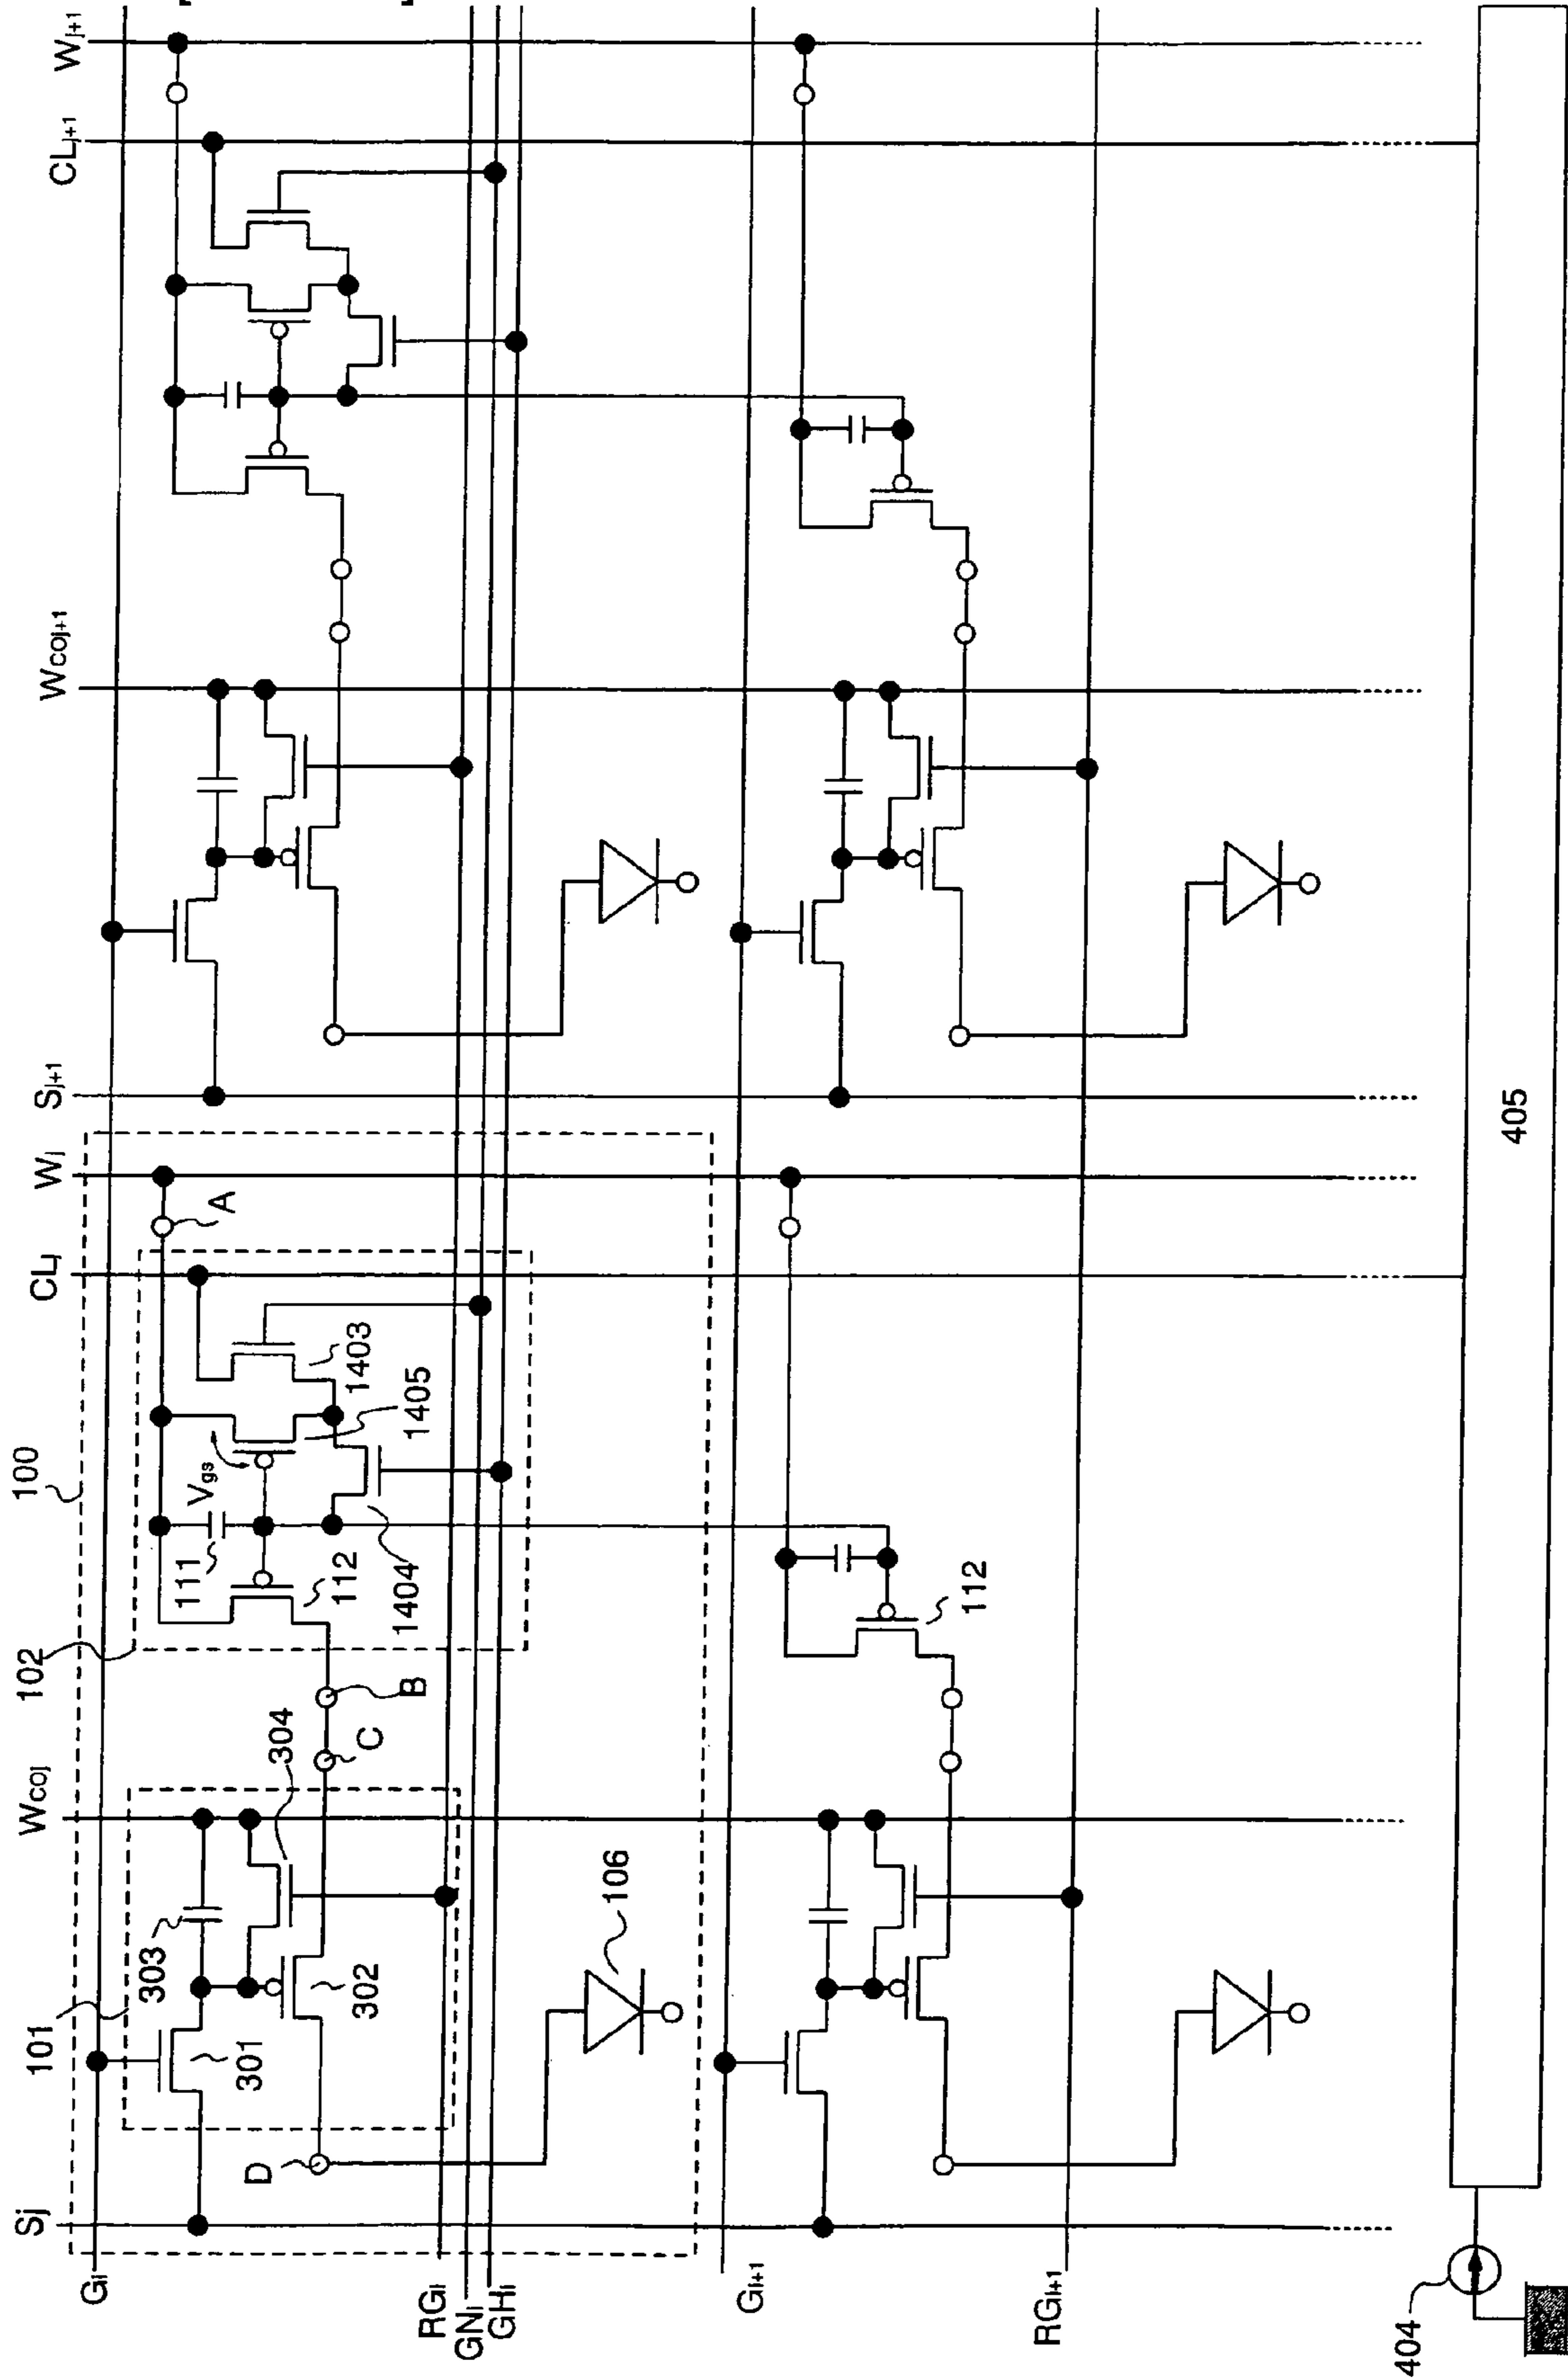 Sj
Wcoj
CLj
Wj
Sj+1
Wcoj+1
CLj+1
Wj+1
100
101
102
Gi
301
303
302
304
D
C
B
A
111
112
Vgs
1404
1405
1403
106
RGi
GNi
GHi
Gi+1
112
RGi+1
404
405